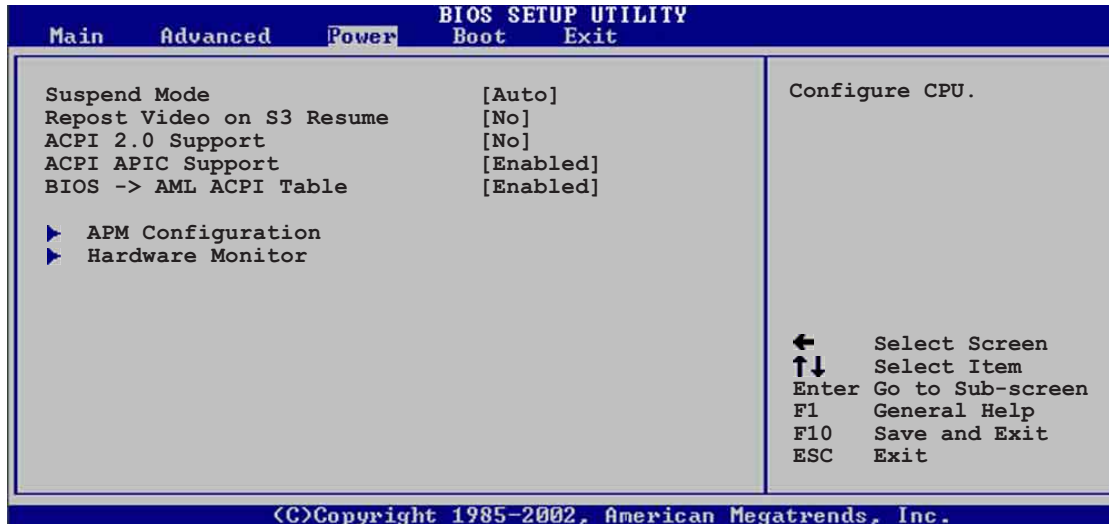 BIOS SETUP UTILITY
Main Advanced Power Boot Exit
Suspend Mode [Auto]
Repost Video on S3 Resume [No]
ACPI 2.0 Support [No]
ACPI APIC Support [Enabled]
BIOS -> AML ACPI Table [Enabled]
APM Configuration
Hardware Monitor
Configure CPU.
← Select Screen
↑↓ Select Item
Enter Go to Sub-screen
F1 General Help
F10 Save and Exit
ESC Exit
(C)Copyright 1985-2002, American Megatrends, Inc.